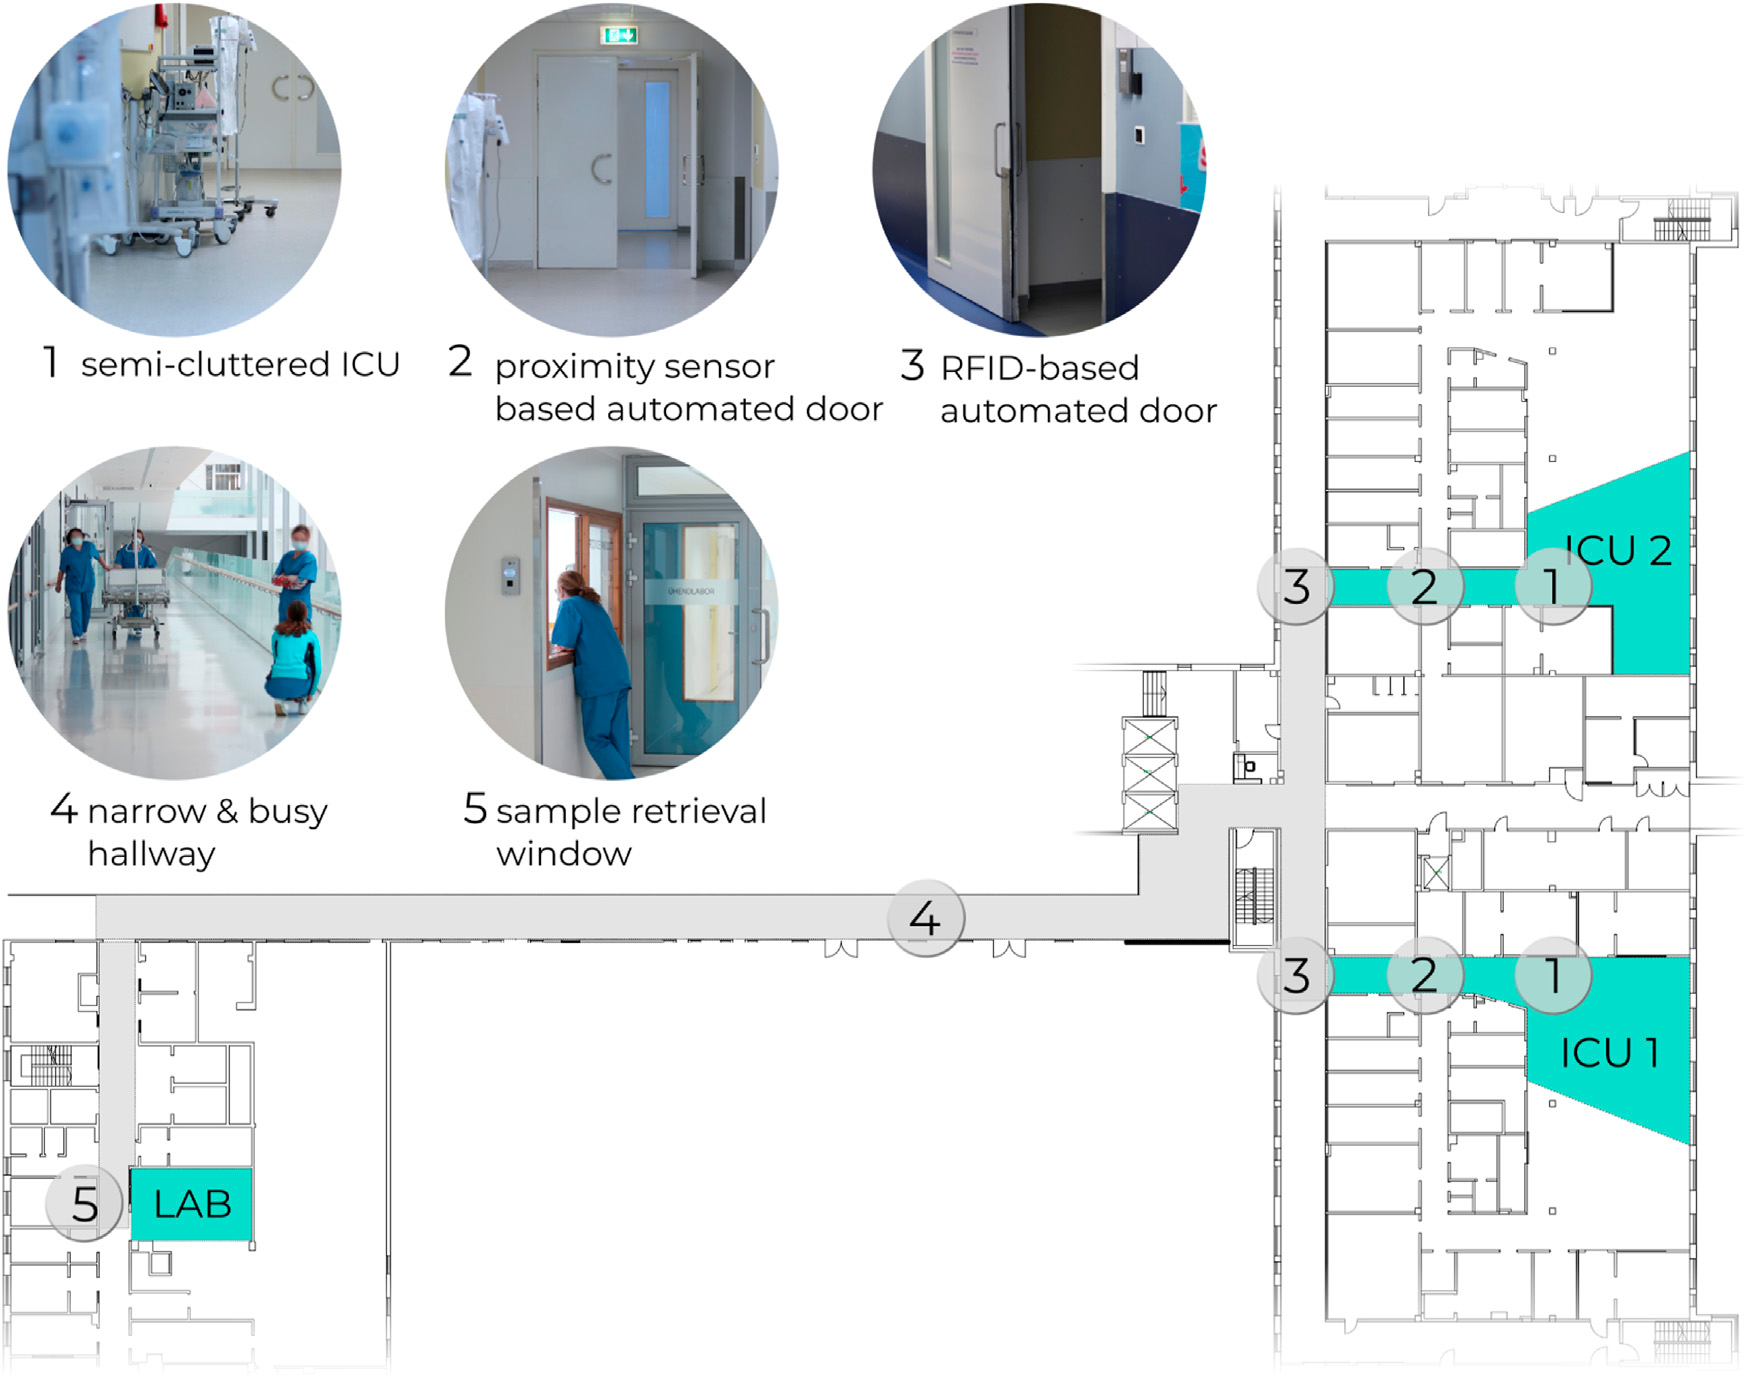 1 semi-cluttered ICU
2 proximity sensor
based automated door
3 RFID-based
automated door
4 narrow & busy
hallway
5 sample retrieval
window
ÜHENDLABOR
ICU 2
3
2
1
4
3
2
1
ICU 1
5
LAB